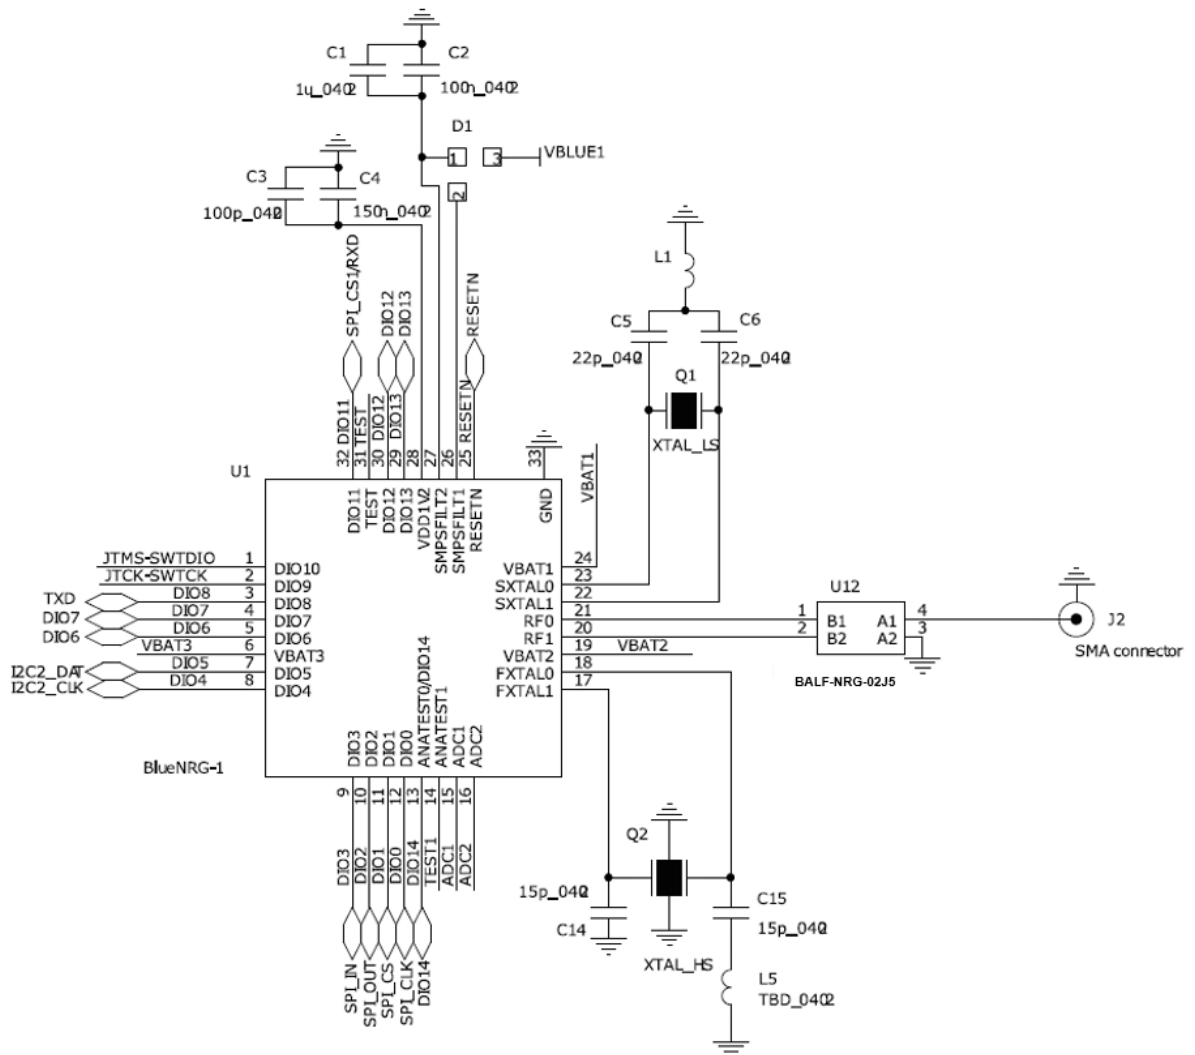 C1
C2
1u_0402
100n_0402
D1
1
3
VBLUE1
2
C3
C4
100p_0402
150n_0402
SPI_CS1/RXD
DIO12
DIO13
RESETN
L1
C5
C6
22p_0402
22p_0402
Q1
XTAL_LS
32 DIO11
31 TEST
30 DIO12
29 DIO13
28
27
26
25 RESETN
33
VBAT1
U1
DIO11
TEST
DIO12
DIO13
VDD1V2
SMPSFILT2
SMPSFILT1
RESETN
GND
JTMS-SWTDIO 1 DIO10
JTCK-SWTCK 2 DIO9
TXD DIO8 3 DIO8
DIO7 DIO7 4 DIO7
DIO6 DIO6 5 DIO6
VBAT3 6 VBAT3
I2C2_DAT DIO5 7 DIO5
I2C2_CLK DIO4 8 DIO4
VBAT1 24
SXTAL0 23
SXTAL1 22
RF0 21
RF1 20
VBAT2 19 VBAT2
FXTAL0 18
FXTAL1 17
U12
1 B1 A1 4
2 B2 A2 3
BALF-NRG-02J5
J2
SMA connector
DIO3
DIO2
DIO1
DIO0
ANATEST0/DIO14
ANATEST1
ADC1
ADC2
BlueNRG-1
9
10
11
12
13
14
15
16
DIO3
DIO2
DIO1
DIO0
DIO14
TEST1
ADC1
ADC2
SPI_IN
SPI_OUT
SPI_CS
SPI_CLK
DIO14
Q2
15p_0402
C14
XTAL_HS
C15
15p_0402
L5
TBD_0402